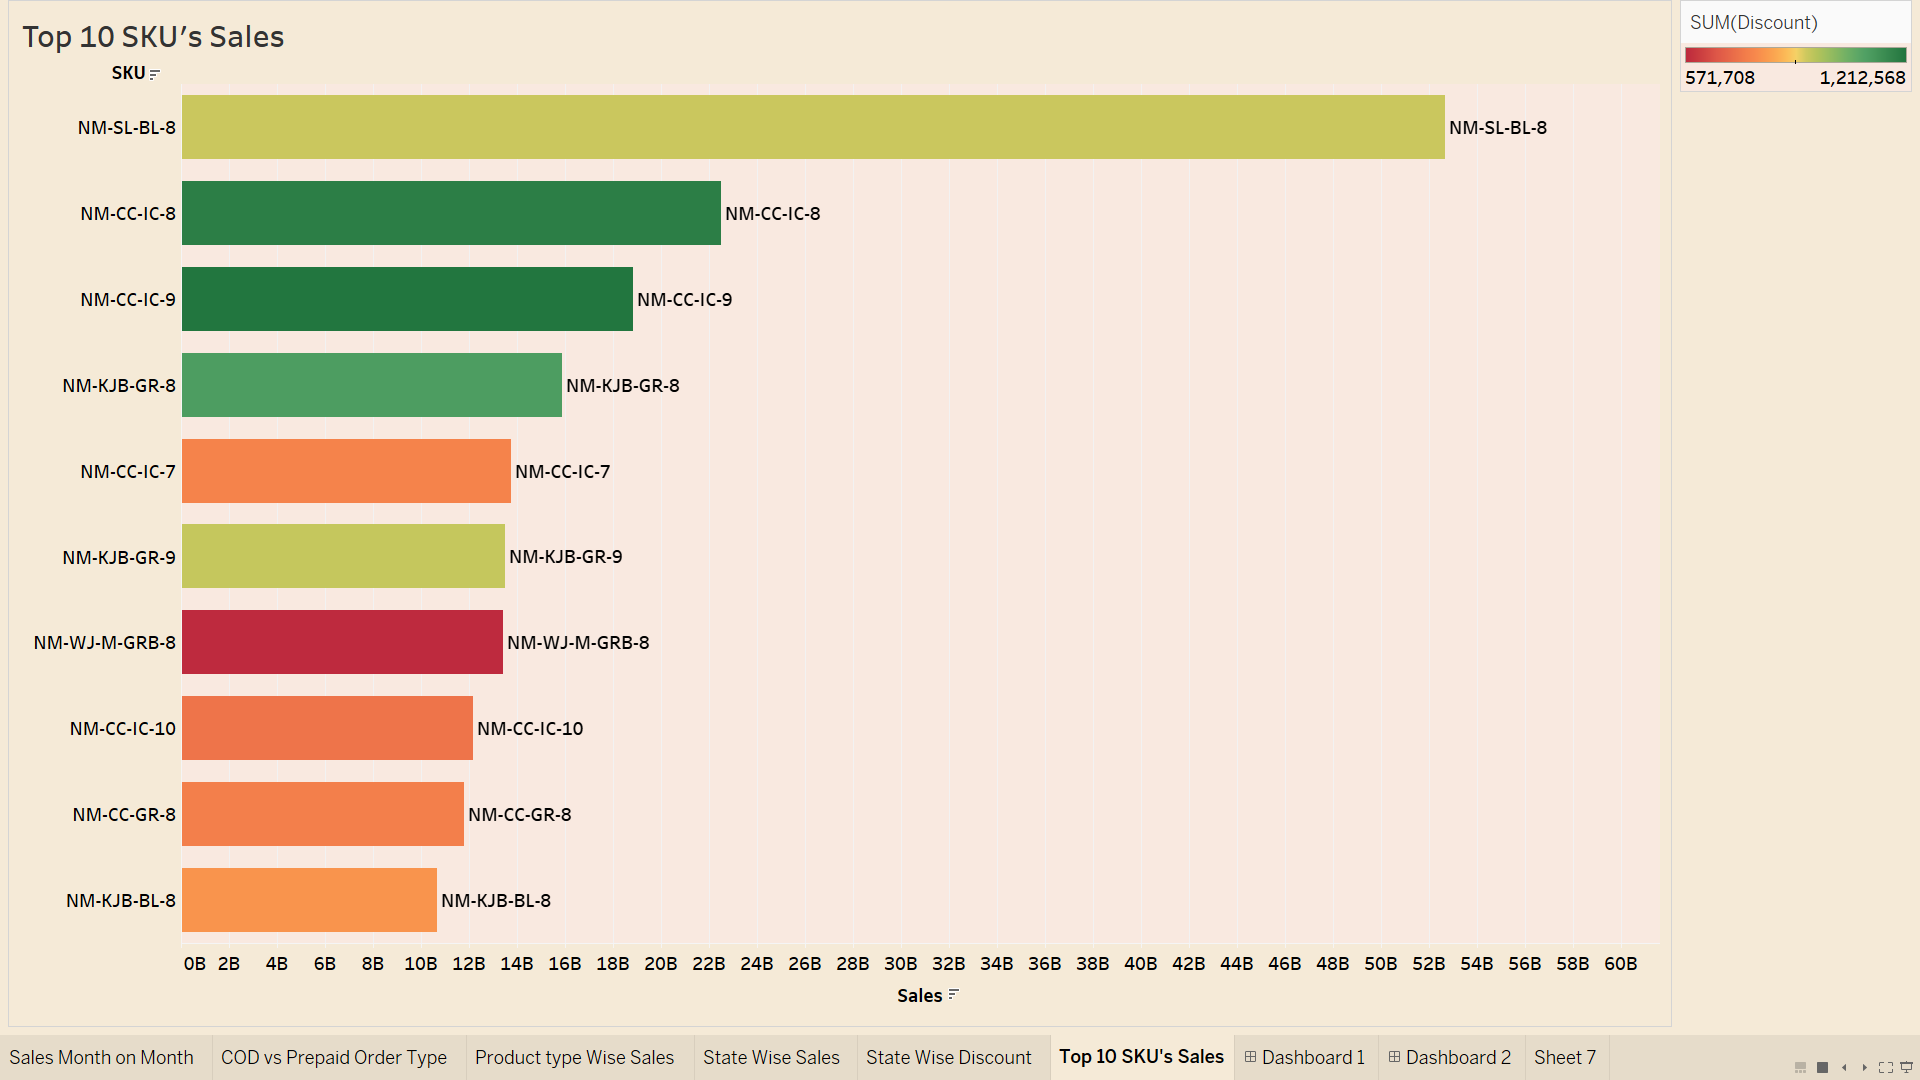 Top 10 SKU's Sales
SUM(Discount)
571,708 1,212,568
SKU
NM-SL-BL-8 NM-SL-BL-8
NM-CC-IC-8 NM-CC-IC-8
NM-CC-IC-9 NM-CC-IC-9
NM-KJB-GR-8 NM-KJB-GR-8
NM-CC-IC-7 NM-CC-IC-7
NM-KJB-GR-9 NM-KJB-GR-9
NM-WJ-M-GRB-8 NM-WJ-M-GRB-8
NM-CC-IC-10 NM-CC-IC-10
NM-CC-GR-8 NM-CC-GR-8
NM-KJB-BL-8 NM-KJB-BL-8
0B 2B 4B 6B 8B 10B 12B 14B 16B 18B 20B 22B 24B 26B 28B 30B 32B 34B 36B 38B 40B 42B 44B 46B 48B 50B 52B 54B 56B 58B 60B
Sales
Sales Month on Month COD vs Prepaid Order Type Product type Wise Sales State Wise Sales State Wise Discount Top 10 SKU's Sales Dashboard 1 Dashboard 2 Sheet 7